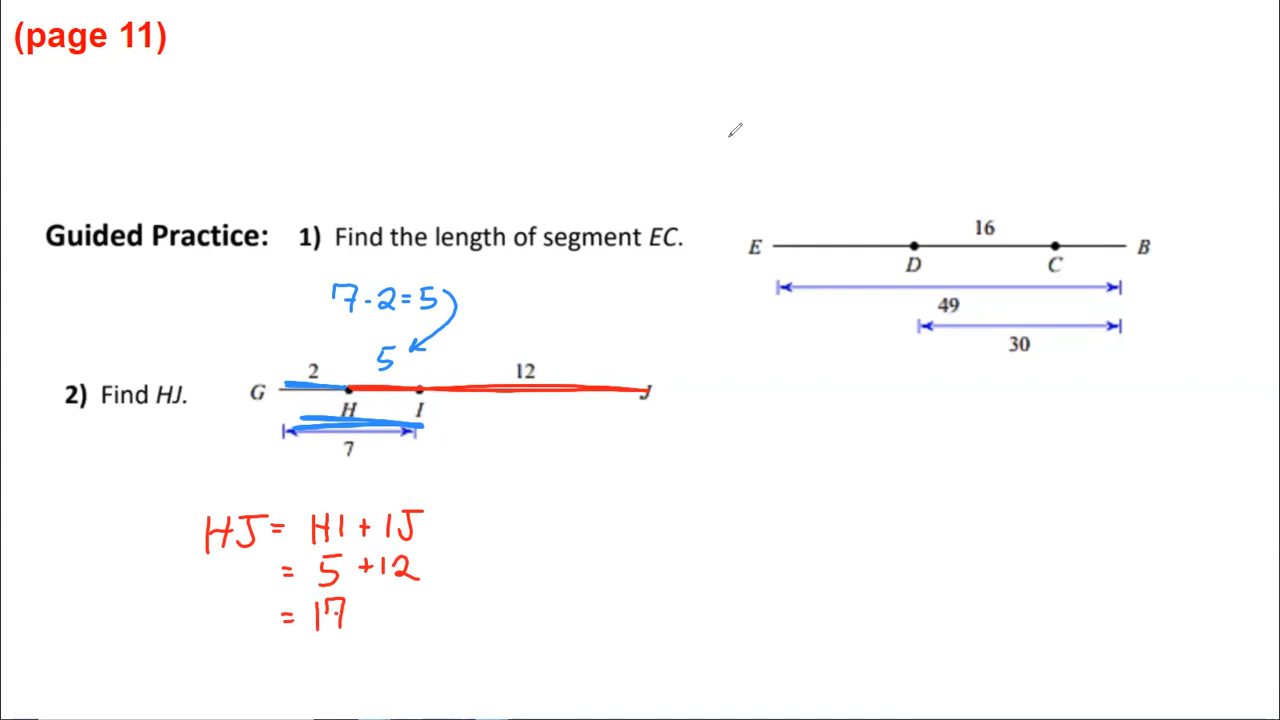 (page 11)
Guided Practice: 1) Find the length of segment EC.
16
E
B
D
C
49
30
7-2=5
5
2
12
G
J
H
I
7
2) Find HJ.
HJ = HI + IJ
= 5 +12
= 17